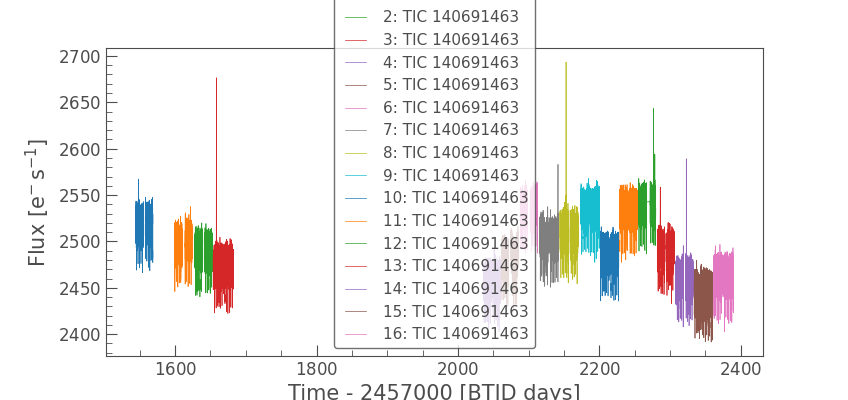 2: TIC 140691463
3: TIC 140691463
4: TIC 140691463
5: TIC 140691463
6: TIC 140691463
7: TIC 140691463
8: TIC 140691463
9: TIC 140691463
10: TIC 140691463
11: TIC 140691463
12: TIC 140691463
13: TIC 140691463
14: TIC 140691463
15: TIC 140691463
16: TIC 140691463
2700
2650
2600
2550
2500
2450
2400
Flux [e⁻ s⁻¹]
1600 1800 2000 2200 2400
Time - 2457000 [BTJD days]